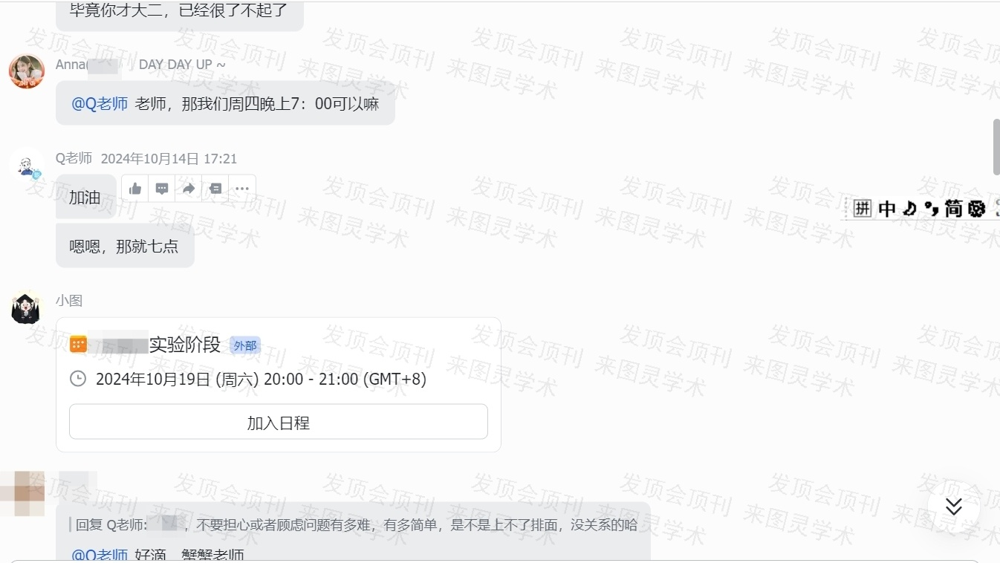 毕竟你才大二，已经很了不起了
Anna( | DAY DAY UP ~
@Q老师 老师，那我们周四晚上7：00可以嘛
Q老师 2024年10月14日 17:21
加油
嗯嗯，那就七点
拼 中 简
小图
实验阶段 外部
2024年10月19日 (周六) 20:00 - 21:00 (GMT+8)
加入日程
回复 Q老师: ，不要担心或者顾虑问题有多难，有多简单，是不是上不了排面，没关系的哈
@Q老师 好滴，蟹蟹老师
发顶会顶刊
来图灵学术